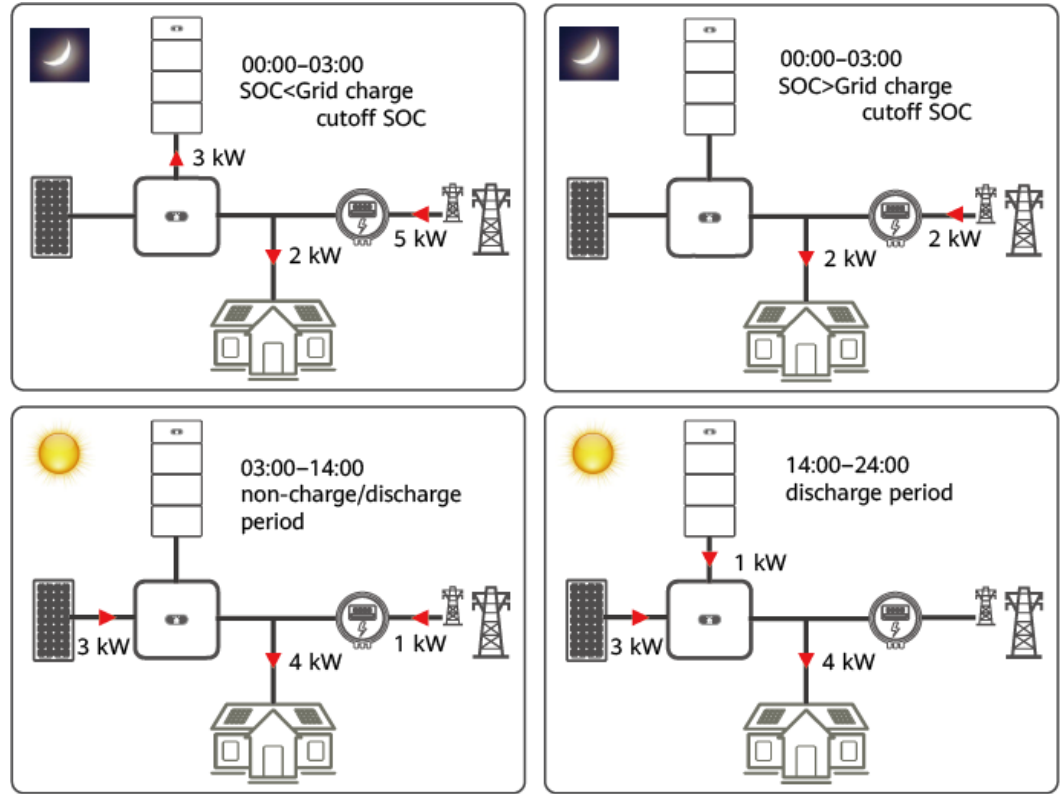 00:00–03:00
SOC<Grid charge
cutoff SOC
3 kW
5 kW
2 kW
00:00–03:00
SOC>Grid charge
cutoff SOC
2 kW
2 kW
03:00–14:00
non-charge/discharge
period
3 kW
1 kW
4 kW
14:00–24:00
discharge period
1 kW
3 kW
4 kW